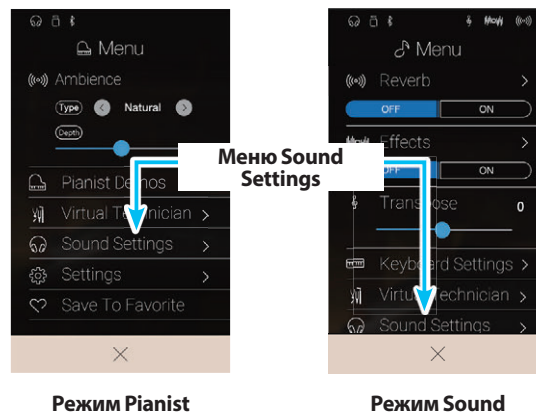 Menu
Ambience
Type Natural
Depth
Pianist Demos
Virtual Technician
Sound Settings
Settings
Save To Favorite
Режим Pianist
Меню Sound
Settings
Menu
Reverb
OFF ON
Effects
OFF ON
Transpose 0
Keyboard Settings
Virtual Technician
Sound Settings
Режим Sound